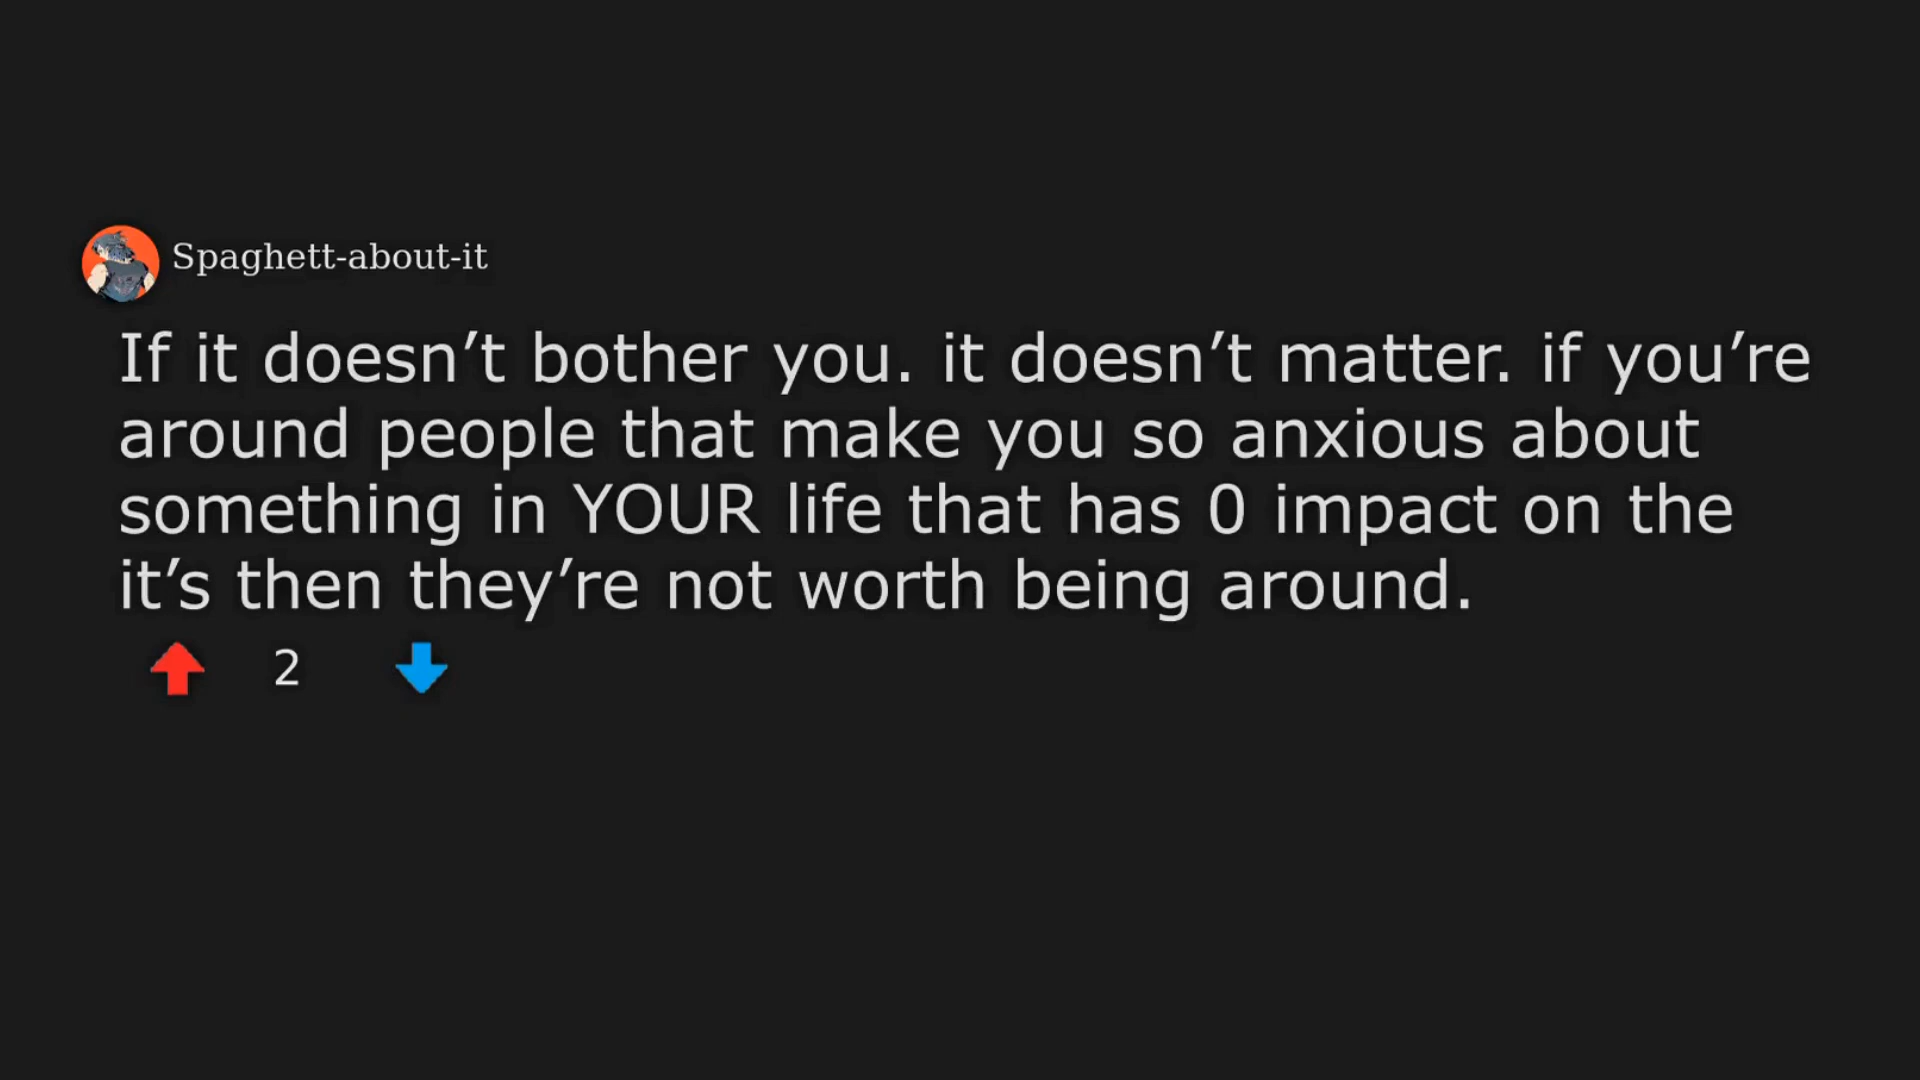 Spaghett-about-it
If it doesn’t bother you. it doesn’t matter. if you’re
around people that make you so anxious about
something in YOUR life that has 0 impact on the
it’s then they’re not worth being around.
2